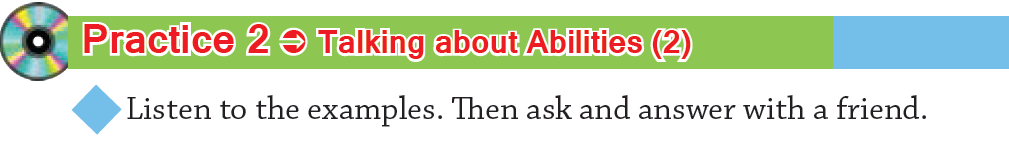 Practice 2 ➲ Talking about Abilities (2)
Listen to the examples. Then ask and answer with a friend.